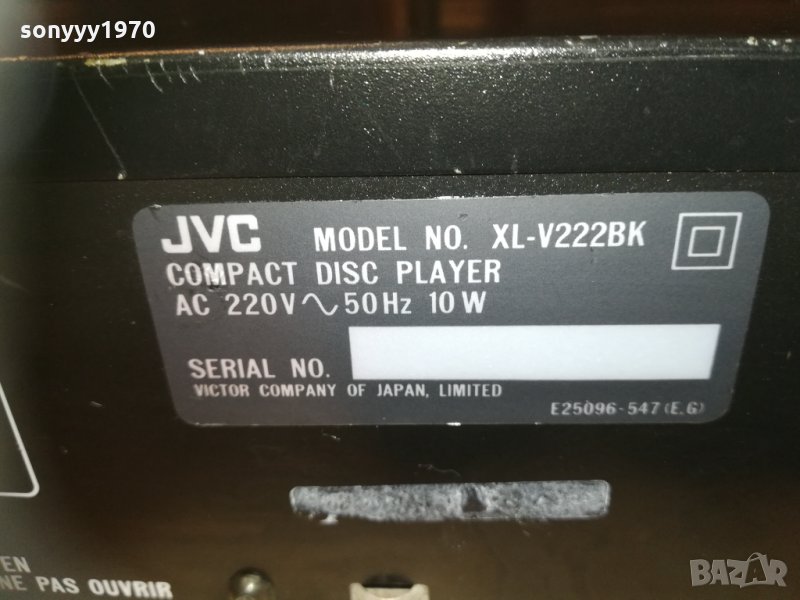 sonyyy1970
JVC MODEL NO. XL-V222BK
COMPACT DISC PLAYER
AC 220V ~ 50Hz 10W
SERIAL NO.
VICTOR COMPANY OF JAPAN, LIMITED
E25096-547(E.G)
EN
NE PAS OUVRIR
BAZAR